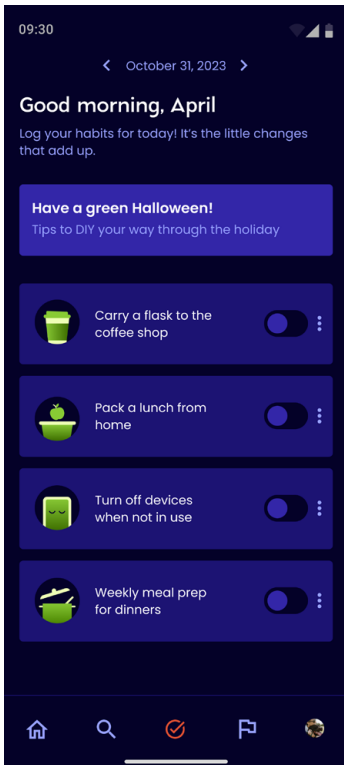 09:30
October 31, 2023
Good morning, April
Log your habits for today! It's the little changes
that add up.
Have a green Halloween!
Tips to DIY your way through the holiday
Carry a flask to the
coffee shop
Pack a lunch from
home
Turn off devices
when not in use
Weekly meal prep
for dinners